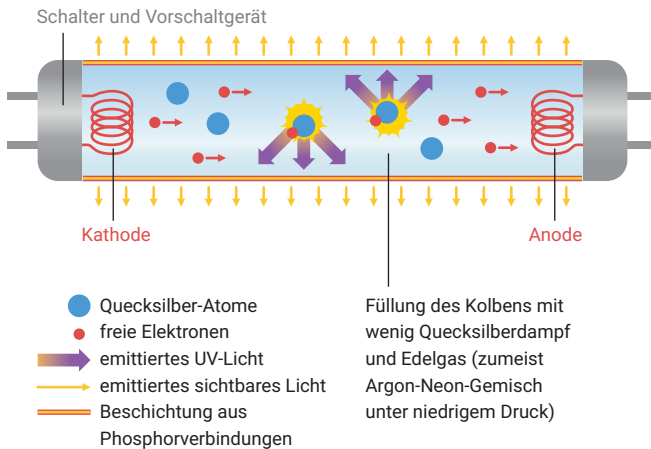 Schalter und Vorschaltgerät
Kathode
Anode
Quecksilber-Atome
freie Elektronen
emittiertes UV-Licht
emittiertes sichtbares Licht
Beschichtung aus
Phosphorverbindungen
Füllung des Kolbens mit
wenig Quecksilberdampf
und Edelgas (zumeist
Argon-Neon-Gemisch
unter niedrigem Druck)